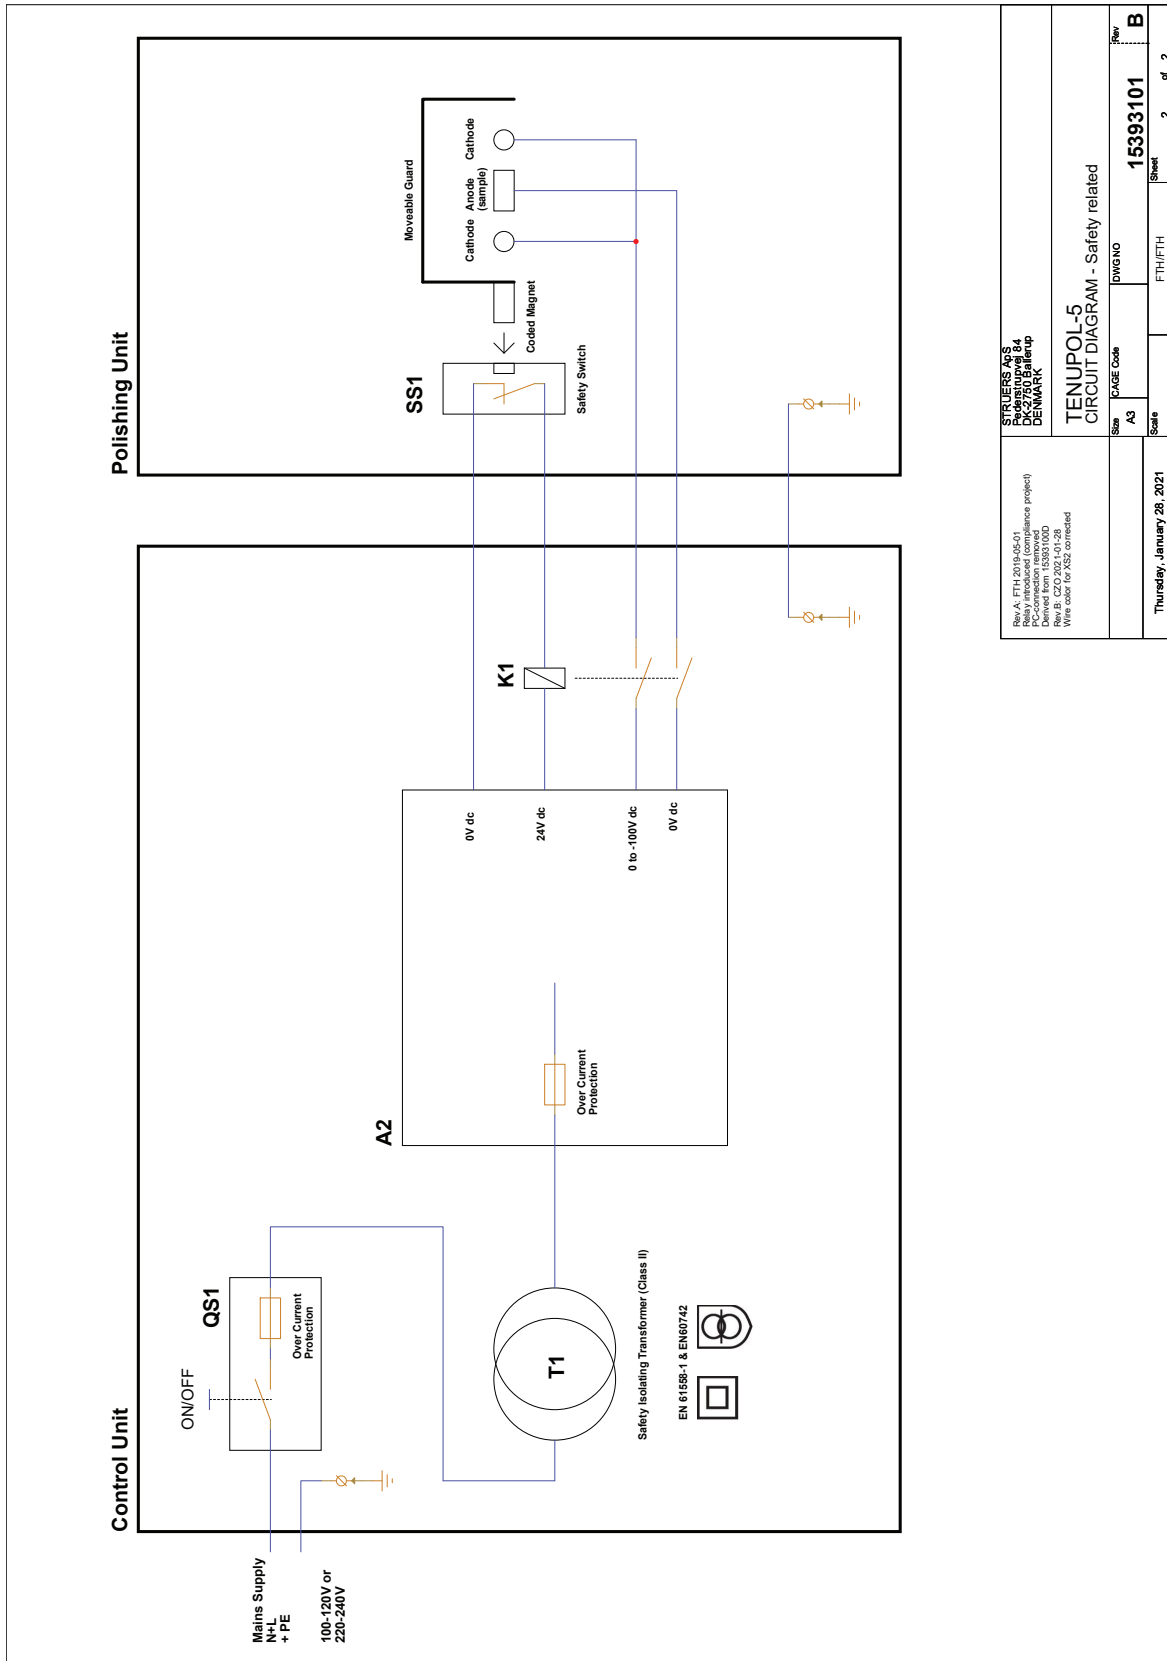 Control Unit
Polishing Unit
Mains Supply
N+L
+ PE
100-120V or
220-240V
ON/OFF
QS1
Over Current
Protection
T1
Safety Isolating Transformer (Class II)
EN 61558-1 & EN60742
A2
Over Current
Protection
0V dc
24V dc
0 to -100V dc
0V dc
K1
SS1
Safety Switch
Coded Magnet
Moveable Guard
Cathode
Anode
(sample)
Cathode
Rev.A: FTH 2019-05-01
Relay introduced (compliance project)
PC-connection removed
Derived from 15393100D
Rev.B: CZO 2021-01-28
Wire color for XS2 corrected
STRUERS ApS
Pederstrupvej 84
DK-2750 Ballerup
DENMARK
TENUPOL-5
CIRCUIT DIAGRAM - Safety related
Size
A3
CAGE Code
DWG NO
15393101
Rev
B
Thursday, January 28, 2021
Scale
FTH/FTH
Sheet
2 of 2